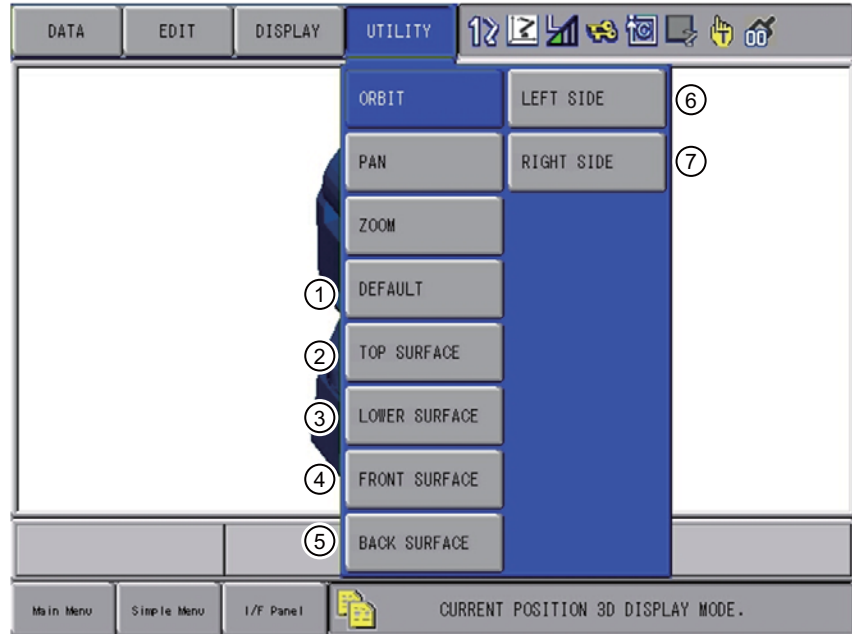 DATA EDIT DISPLAY UTILITY
ORBIT LEFT SIDE ⑥
PAN RIGHT SIDE ⑦
ZOOM
① DEFAULT
② TOP SURFACE
③ LOWER SURFACE
④ FRONT SURFACE
⑤ BACK SURFACE
Main Menu Simple Menu I/F Panel CURRENT POSITION 3D DISPLAY MODE.